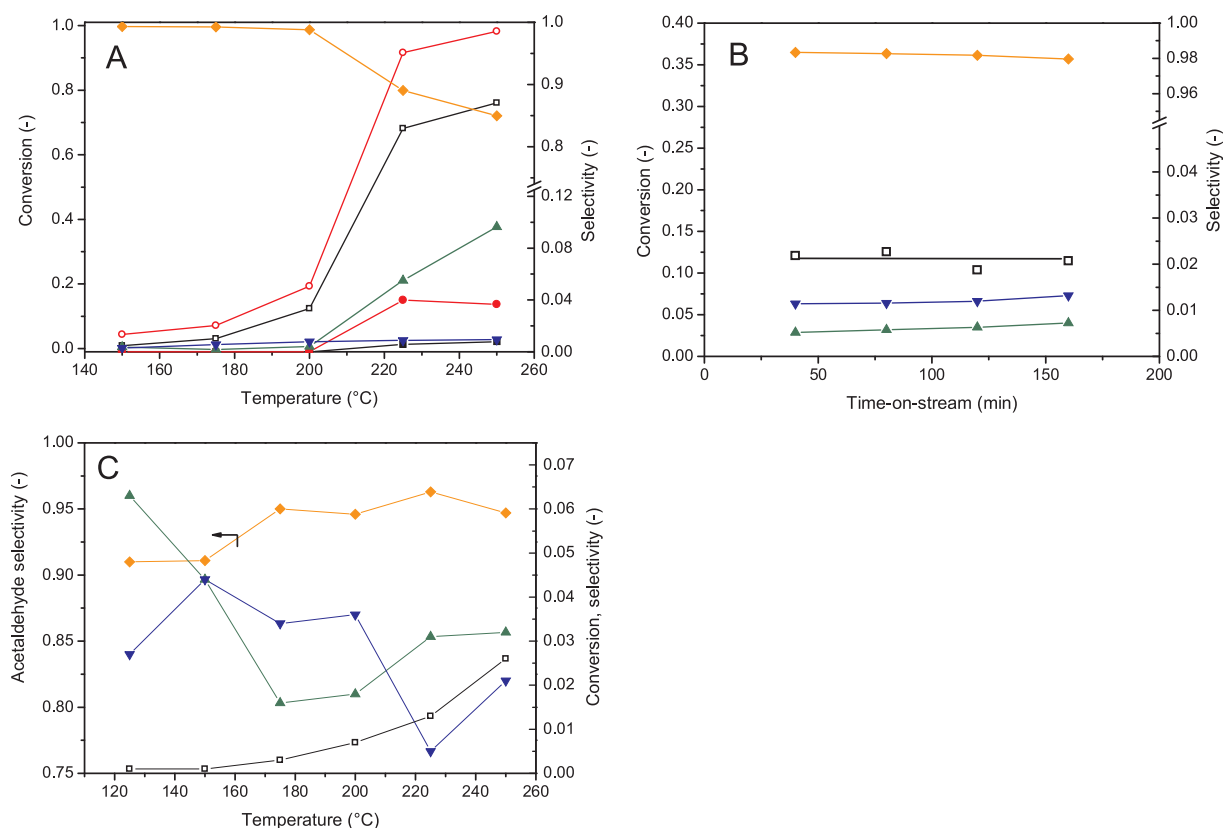 A
Conversion (-)
1.0
0.8
0.6
0.4
0.2
0.0
1.0
0.9
0.8
0.12
0.08
0.04
0.00
Selectivity (-)
140 160 180 200 220 240 260
Temperature (°C)
B
Conversion (-)
0.40
0.35
0.30
0.25
0.20
0.15
0.10
0.05
0.00
1.00
0.98
0.96
0.04
0.03
0.02
0.01
0.00
Selectivity (-)
0 50 100 150 200
Time-on-stream (min)
C
Acetaldehyde selectivity (-)
1.00
0.95
0.90
0.85
0.80
0.75
0.07
0.06
0.05
0.04
0.03
0.02
0.01
0.00
Conversion, selectivity (-)
120 140 160 180 200 220 240 260
Temperature (°C)